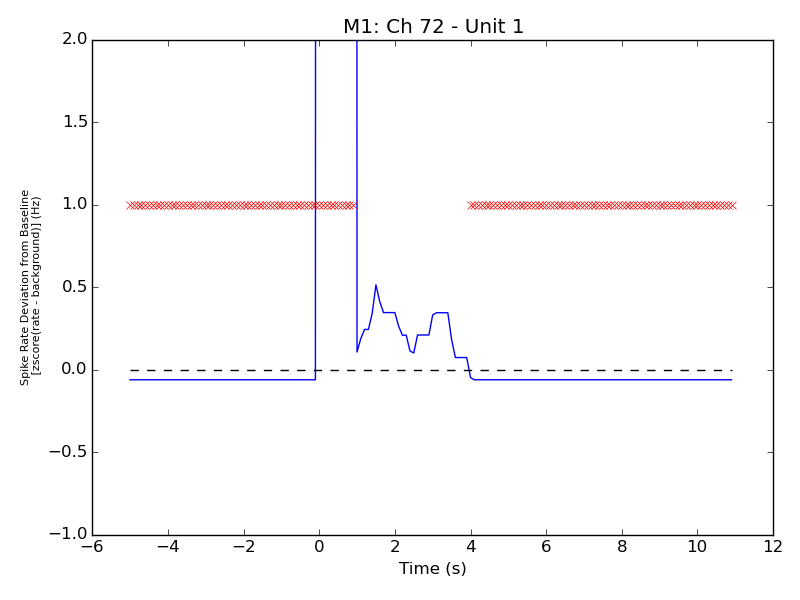 M1: Ch 72 - Unit 1
2.0
1.5
1.0
0.5
0.0
−0.5
−1.0
Spike Rate Deviation from Baseline
[zscore(rate - background)] (Hz)
−6 −4 −2 0 2 4 6 8 10 12
Time (s)